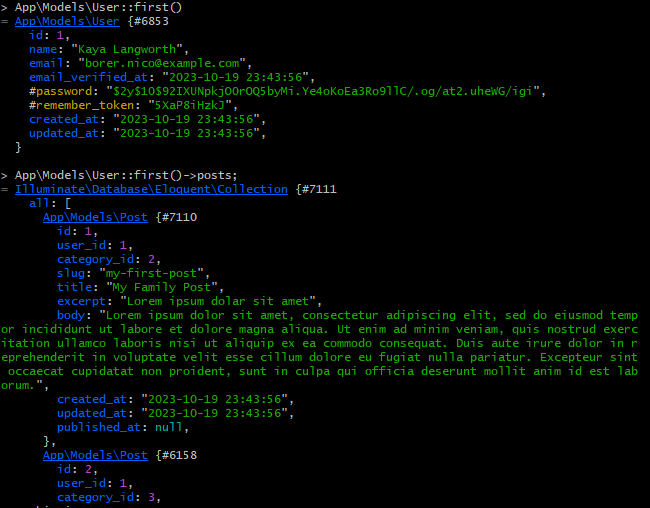 > App\Models\User::first()
= App\Models\User {#6853
    id: 1,
    name: "Kaya Langworth",
    email: "borer.nico@example.com",
    email_verified_at: "2023-10-19 23:43:56",
    #password: "$2y$10$92IXUNpkjO0rOQ5byMi.Ye4oKoEa3Ro9llC/.og/at2.uheWG/igi",
    #remember_token: "5XaP8iHzkJ",
    created_at: "2023-10-19 23:43:56",
    updated_at: "2023-10-19 23:43:56",
  }
> App\Models\User::first()->posts;
= Illuminate\Database\Eloquent\Collection {#7111
    all: [
      App\Models\Post {#7110
        id: 1,
        user_id: 1,
        category_id: 2,
        slug: "my-first-post",
        title: "My Family Post",
        excerpt: "Lorem ipsum dolar sit amet",
        body: "Lorem ipsum dolor sit amet, consectetur adipiscing elit, sed do eiusmod temp
or incididunt ut labore et dolore magna aliqua. Ut enim ad minim veniam, quis nostrud exerc
itation ullamco laboris nisi ut aliquip ex ea commodo consequat. Duis aute irure dolor in r
eprehenderit in voluptate velit esse cillum dolore eu fugiat nulla pariatur. Excepteur sint
 occaecat cupidatat non proident, sunt in culpa qui officia deserunt mollit anim id est lab
orum.",
        created_at: "2023-10-19 23:43:56",
        updated_at: "2023-10-19 23:43:56",
        published_at: null,
      },
      App\Models\Post {#6158
        id: 2,
        user_id: 1,
        category_id: 3,